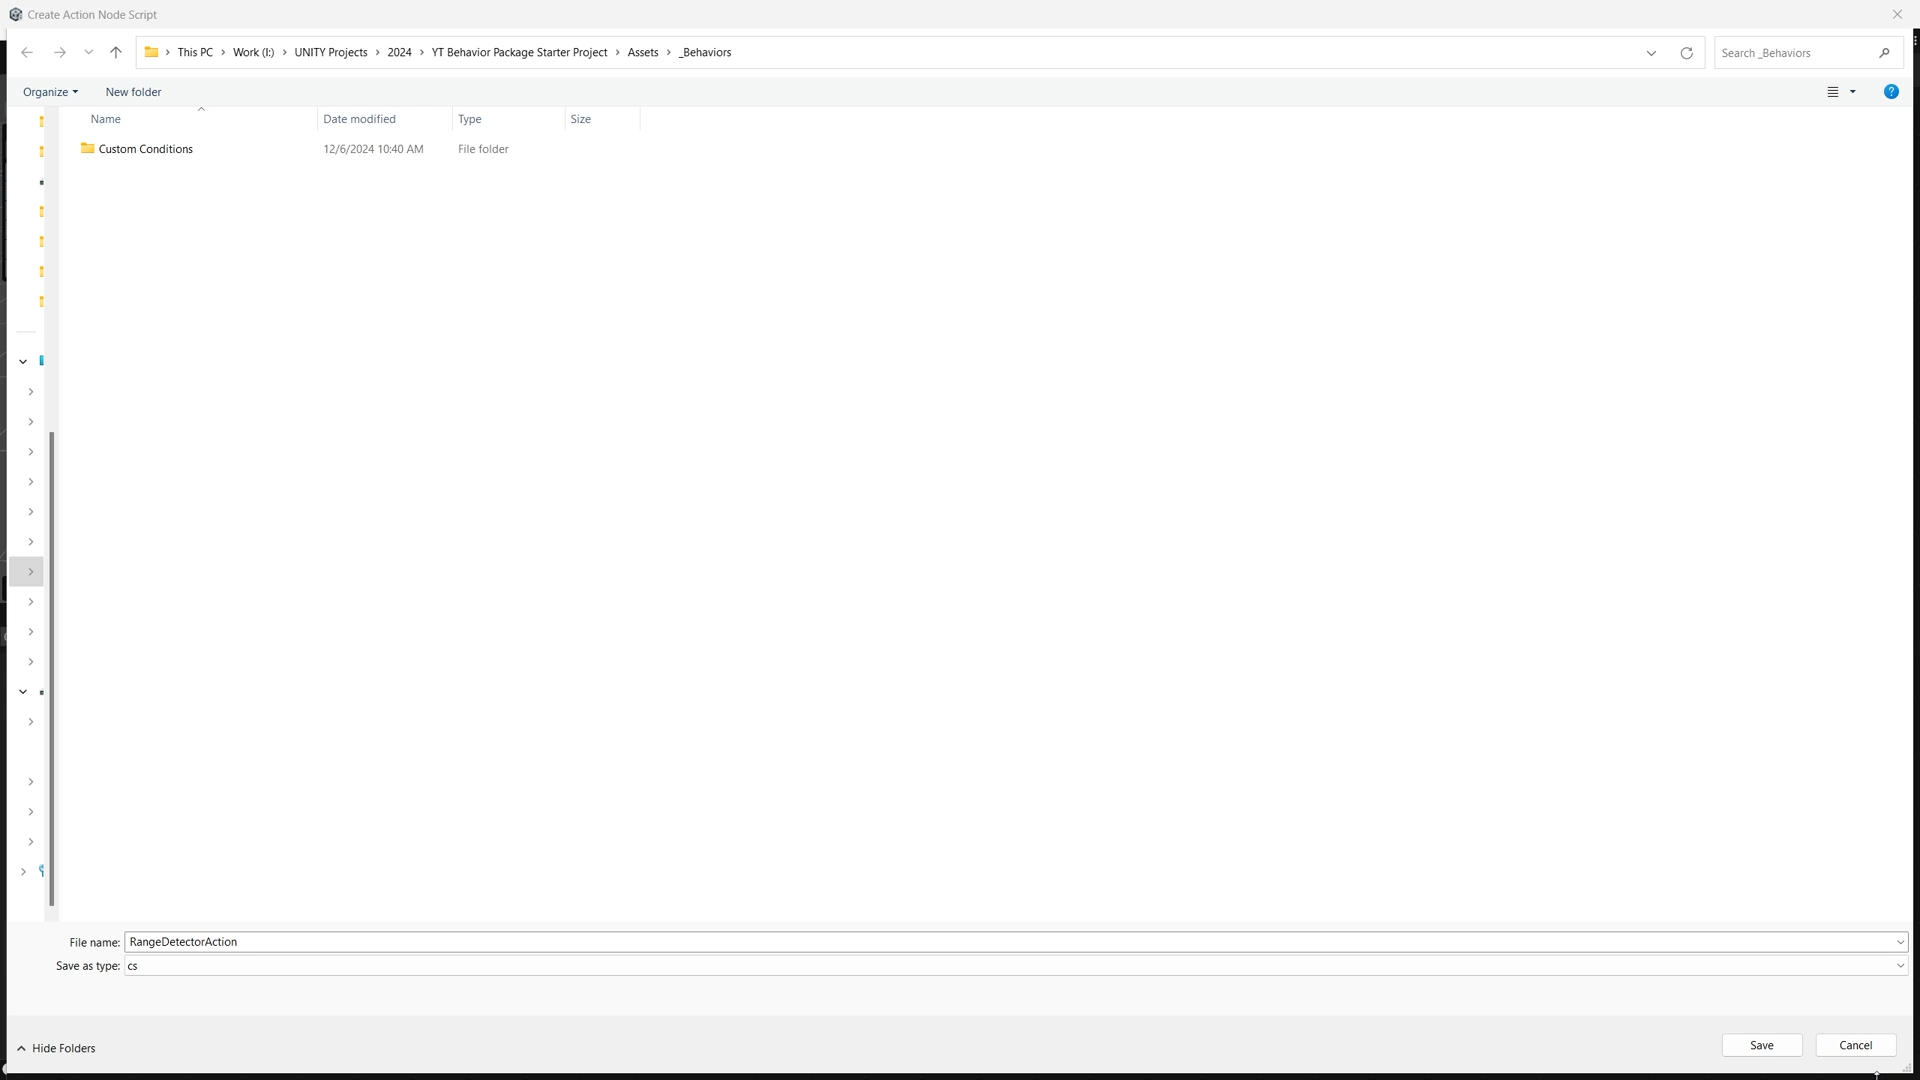 Create Action Node Script
This PC > Work (I:) > UNITY Projects > 2024 > YT Behavior Package Starter Project > Assets > _Behaviors
Search _Behaviors
Organize
New folder
Name Date modified Type Size
Custom Conditions 12/6/2024 10:40 AM File folder
File name: RangeDetectorAction
Save as type: cs
Hide Folders
Save
Cancel